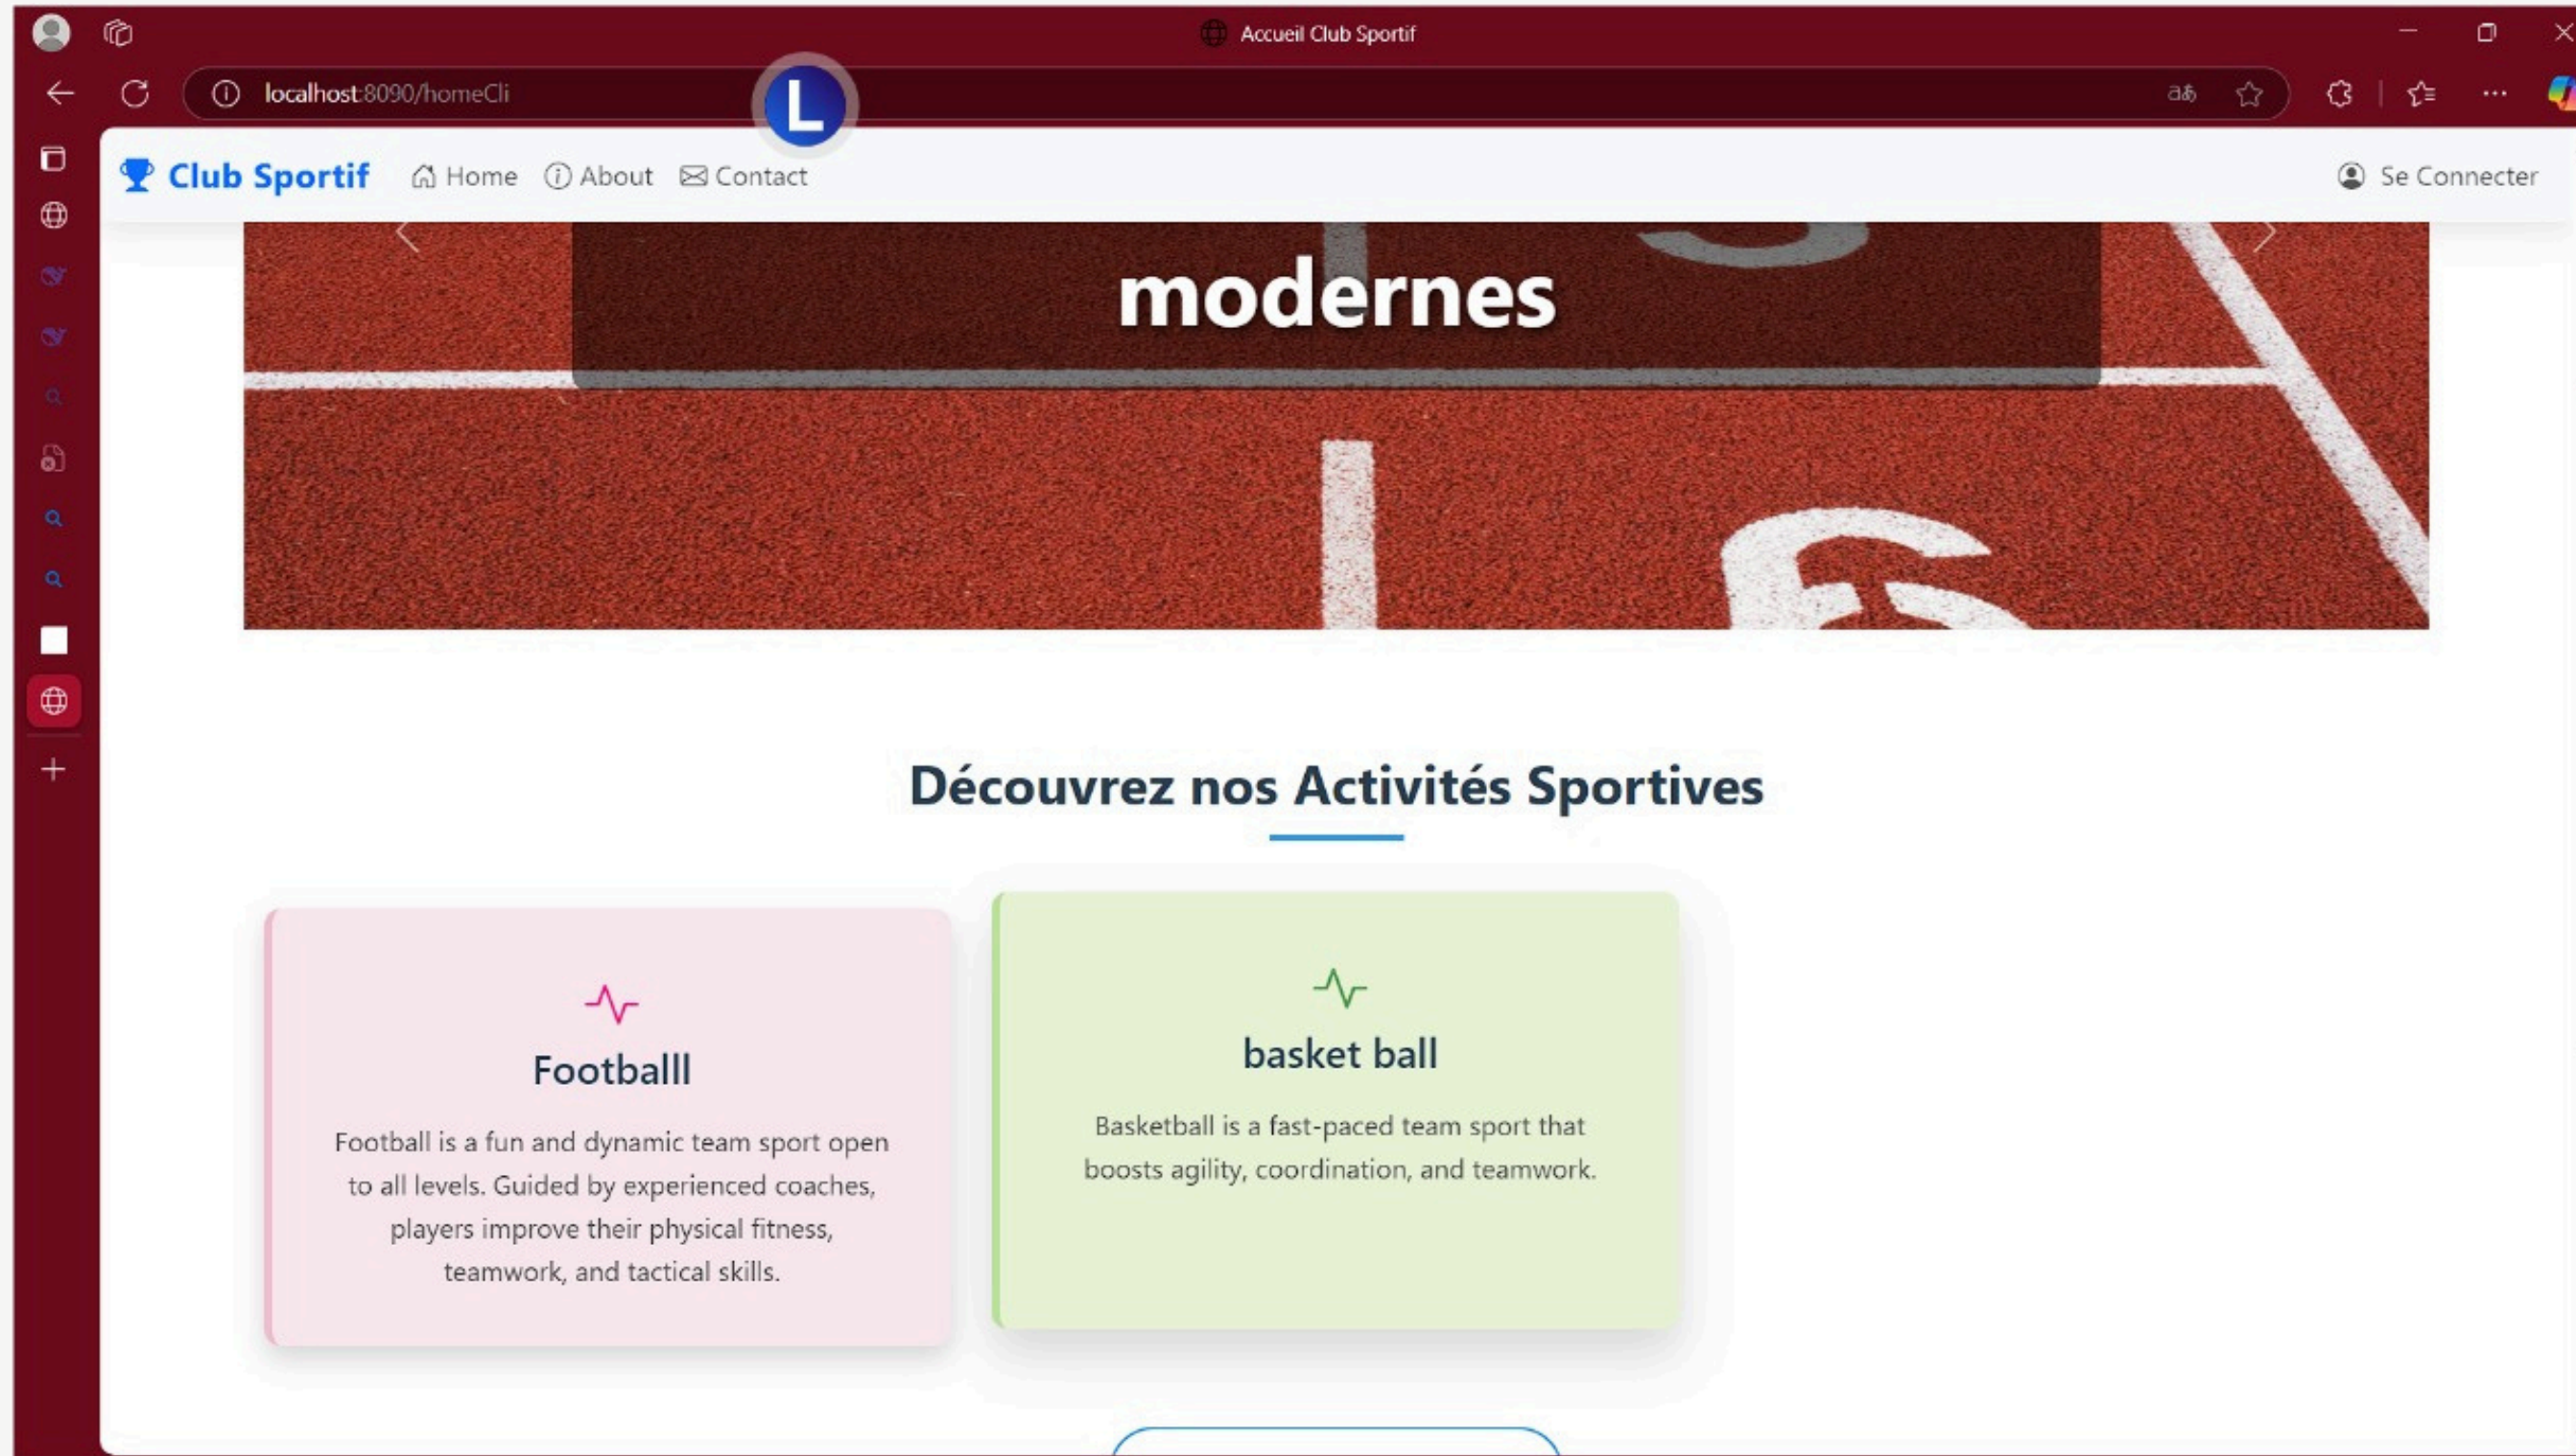 Accueil Club Sportif
localhost:8090/homeCli
L
Club Sportif Home About Contact Se Connecter
modernes
Découvrez nos Activités Sportives
Footballl
Football is a fun and dynamic team sport open
to all levels. Guided by experienced coaches,
players improve their physical fitness,
teamwork, and tactical skills.
basket ball
Basketball is a fast-paced team sport that
boosts agility, coordination, and teamwork.